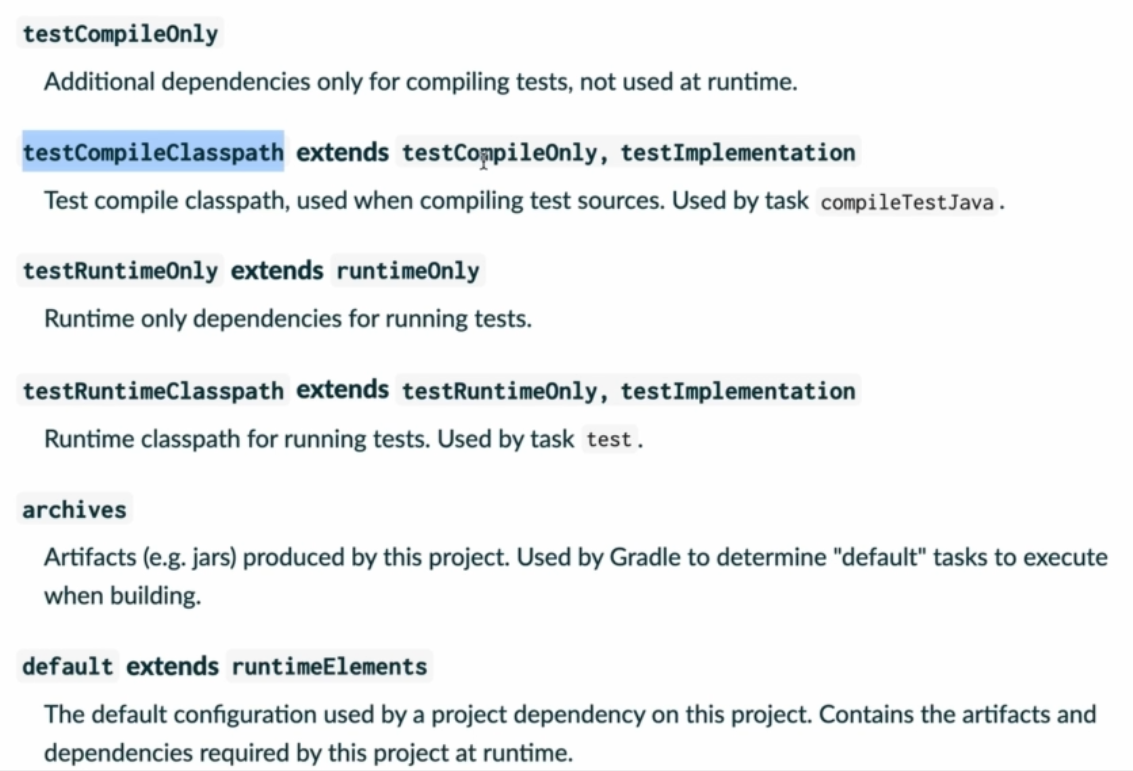 testCompileOnly
Additional dependencies only for compiling tests, not used at runtime.
testCompileClasspath extends testCompileOnly, testImplementation
Test compile classpath, used when compiling test sources. Used by task compileTestJava.
testRuntimeOnly extends runtimeOnly
Runtime only dependencies for running tests.
testRuntimeClasspath extends testRuntimeOnly, testImplementation
Runtime classpath for running tests. Used by task test.
archives
Artifacts (e.g. jars) produced by this project. Used by Gradle to determine "default" tasks to execute
when building.
default extends runtimeElements
The default configuration used by a project dependency on this project. Contains the artifacts and
dependencies required by this project at runtime.